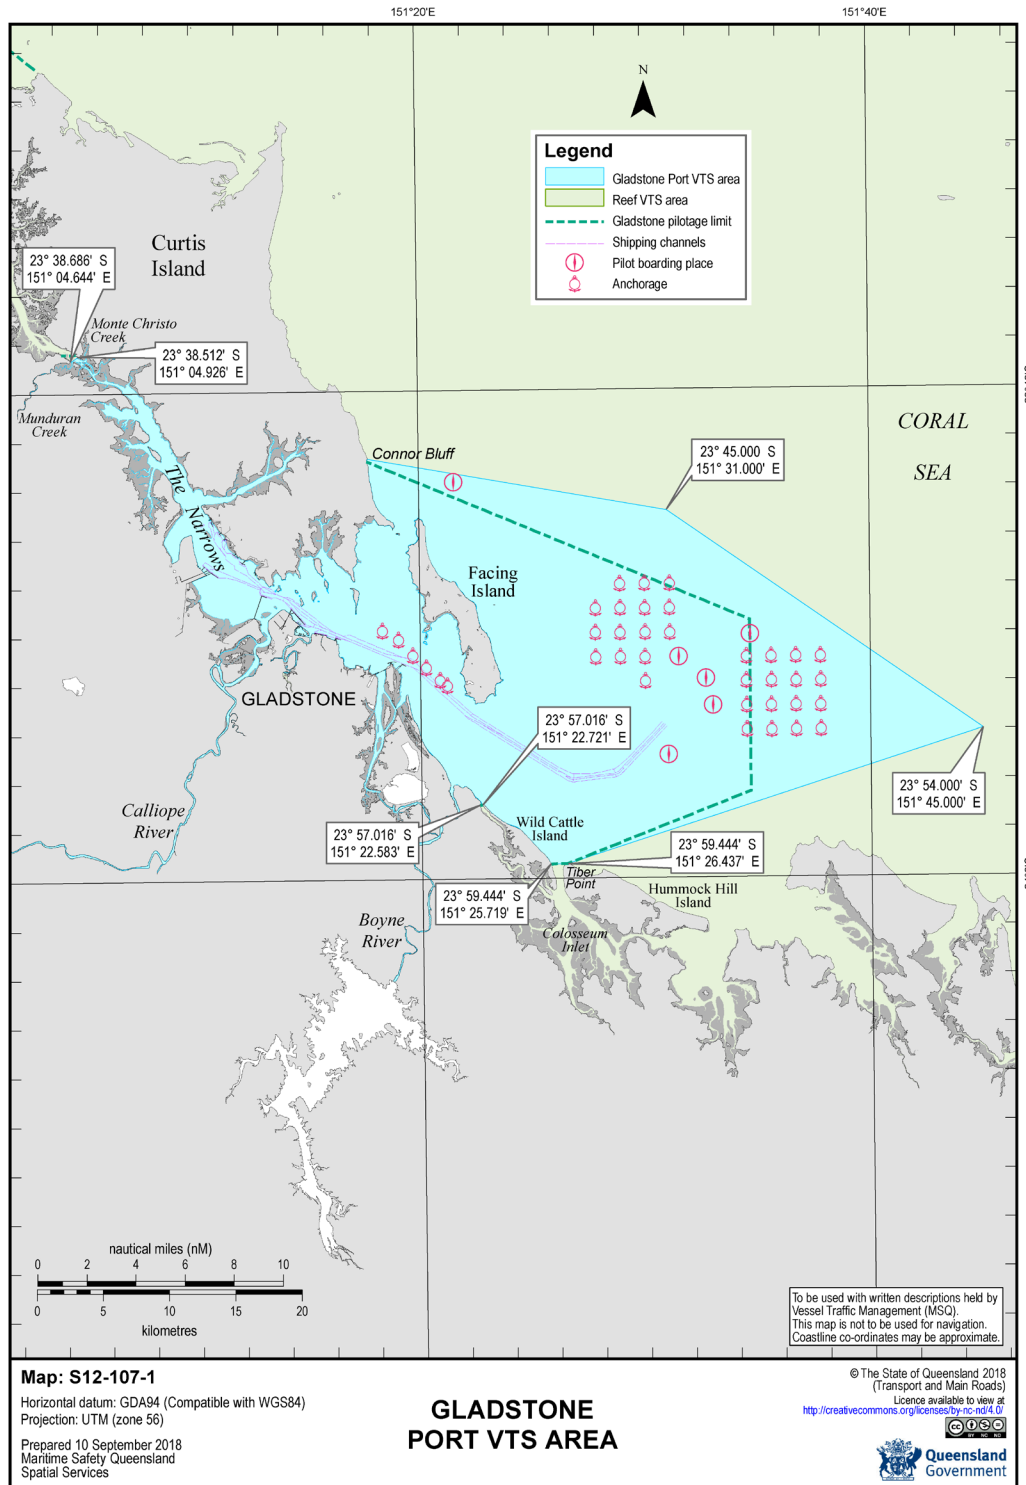 151°20'E
151°40'E
N
Legend
Gladstone Port VTS area
Reef VTS area
Gladstone pilotage limit
Shipping channels
Pilot boarding place
Anchorage
Curtis
Island
23° 38.686' S
151° 04.644' E
Monte Christo
Creek
23° 38.512' S
151° 04.926' E
Munduran
Creek
CORAL
SEA
Connor Bluff
23° 45.000 S
151° 31.000' E
The
Narrows
Facing
Island
GLADSTONE
23° 57.016' S
151° 22.721' E
23° 54.000' S
151° 45.000' E
Calliope
River
Wild Cattle
Island
23° 57.016' S
151° 22.583' E
23° 59.444' S
151° 26.437' E
Tiber
Point
23° 59.444' S
151° 25.719' E
Hummock Hill
Island
Boyne
River
Colosseum
Inlet
nautical miles (nM)
0 2 4 6 8 10
0 5 10 15 20
kilometres
To be used with written descriptions held by
Vessel Traffic Management (MSQ).
This map is not to be used for navigation.
Coastline co-ordinates may be approximate.
Map: S12-107-1
Horizontal datum: GDA94 (Compatible with WGS84)
Projection: UTM (zone 56)
Prepared 10 September 2018
Maritime Safety Queensland
Spatial Services
GLADSTONE
PORT VTS AREA
© The State of Queensland 2018
(Transport and Main Roads)
Licence available to view at
http://creativecommons.org/licenses/by-nc-nd/4.0/
cc
BY NC ND
Queensland
Government